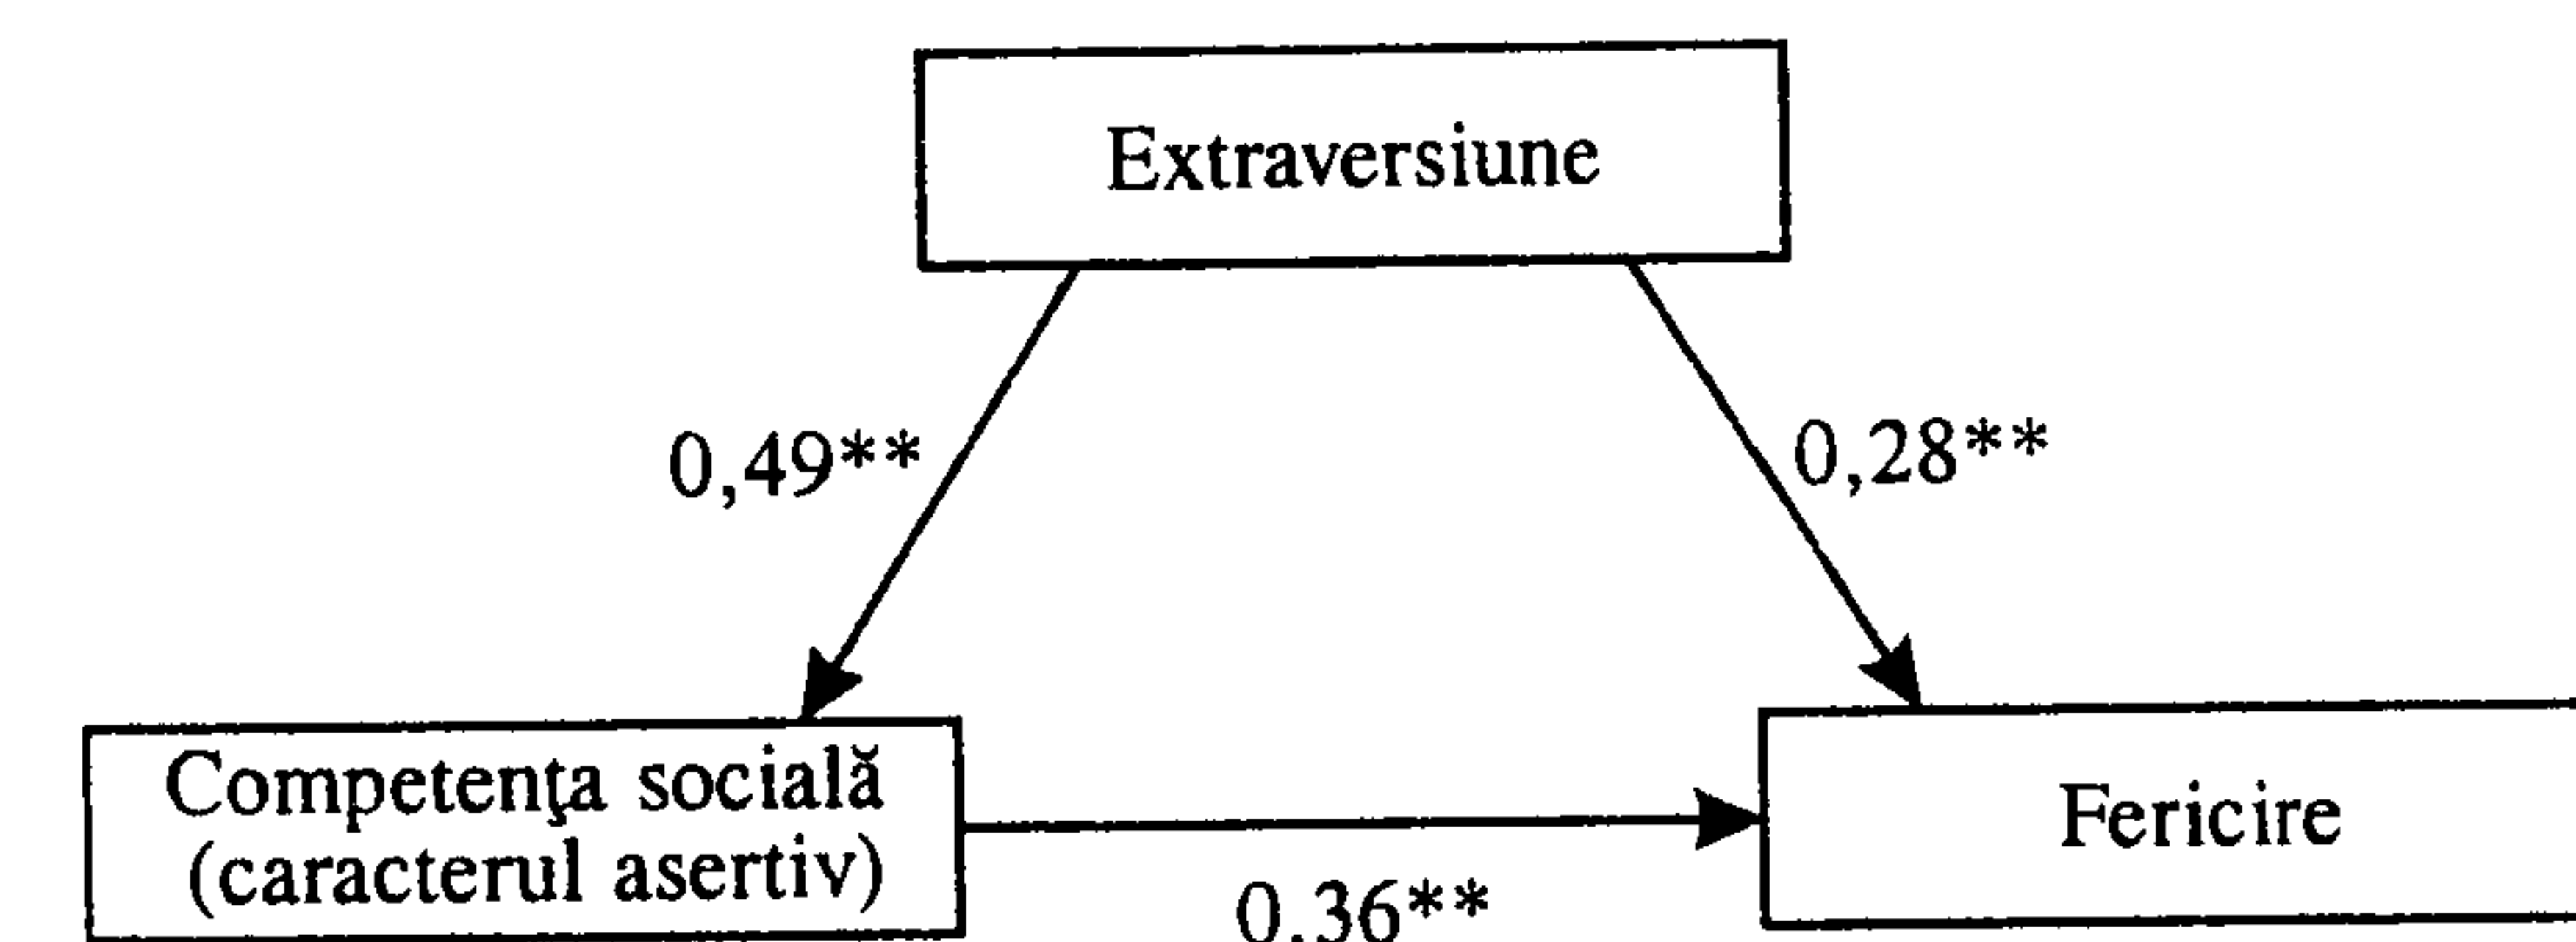 Extraversiune
0,49**
0,28**
Competenţa socială
(caracterul asertiv)
Fericire
0,36**